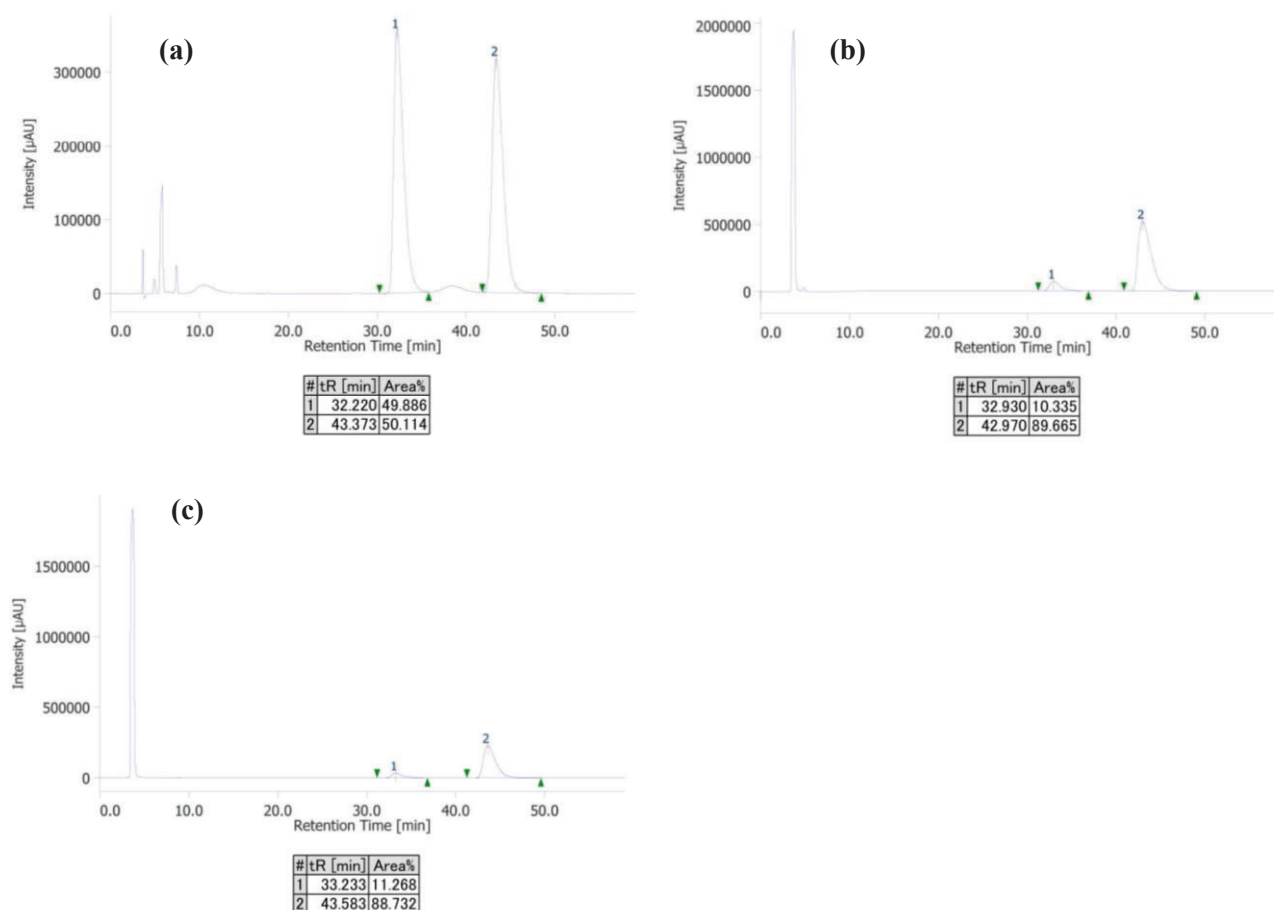 (a)
Intensity [µAU]
300000
200000
100000
0
1
2
0.0 10.0 20.0 30.0 40.0 50.0
Retention Time [min]
# tR [min] Area%
1 32.220 49.886
2 43.373 50.114
(b)
Intensity [µAU]
2000000
1500000
1000000
500000
0
1
2
0.0 10.0 20.0 30.0 40.0 50.0
Retention Time [min]
# tR [min] Area%
1 32.930 10.335
2 42.970 89.665
(c)
Intensity [µAU]
1500000
1000000
500000
0
1
2
0.0 10.0 20.0 30.0 40.0 50.0
Retention Time [min]
# tR [min] Area%
1 33.233 11.268
2 43.583 88.732